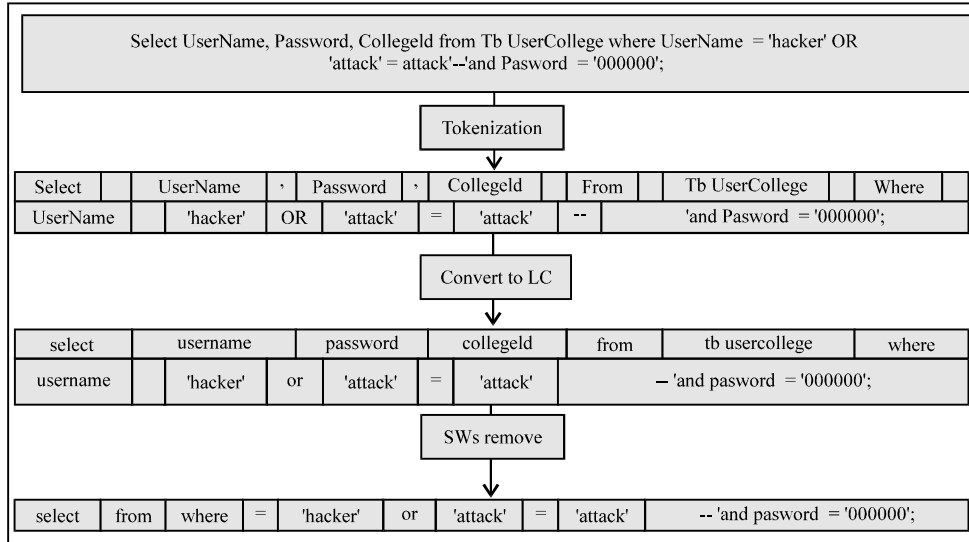 Select UserName, Password, Collegeld from Tb UserCollege where UserName = 'hacker' OR
'attack' = attack'--'and Pasword = '000000';
Tokenization
Select UserName , Password , Collegeld From Tb UserCollege Where
UserName 'hacker' OR 'attack' = 'attack' -- 'and Pasword = '000000';
Convert to LC
select username password collegeld from tb usercollege where
username 'hacker' or 'attack' = 'attack' -- 'and pasword = '000000';
SWs remove
select from where = 'hacker' or 'attack' = 'attack' -- 'and pasword = '000000';